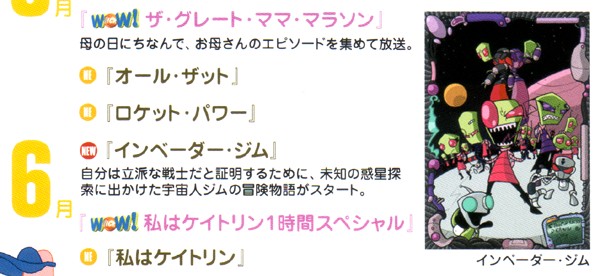 月
『WOW! ザ・グレート・ママ・マラソン』
母の日にちなんで、お母さんのエピソードを集めて放送。
NE『オール・ザット』
NE『ロケット・パワー』
6月
NEW『インベーダー・ジム』
自分は立派な戦士だと証明するために、未知の惑星探
索に出かけた宇宙人ジムの冒険物語がスタート。
『WOW! 私はケイトリン1時間スペシャル』
NE『私はケイトリン』
インベーダー・ジム